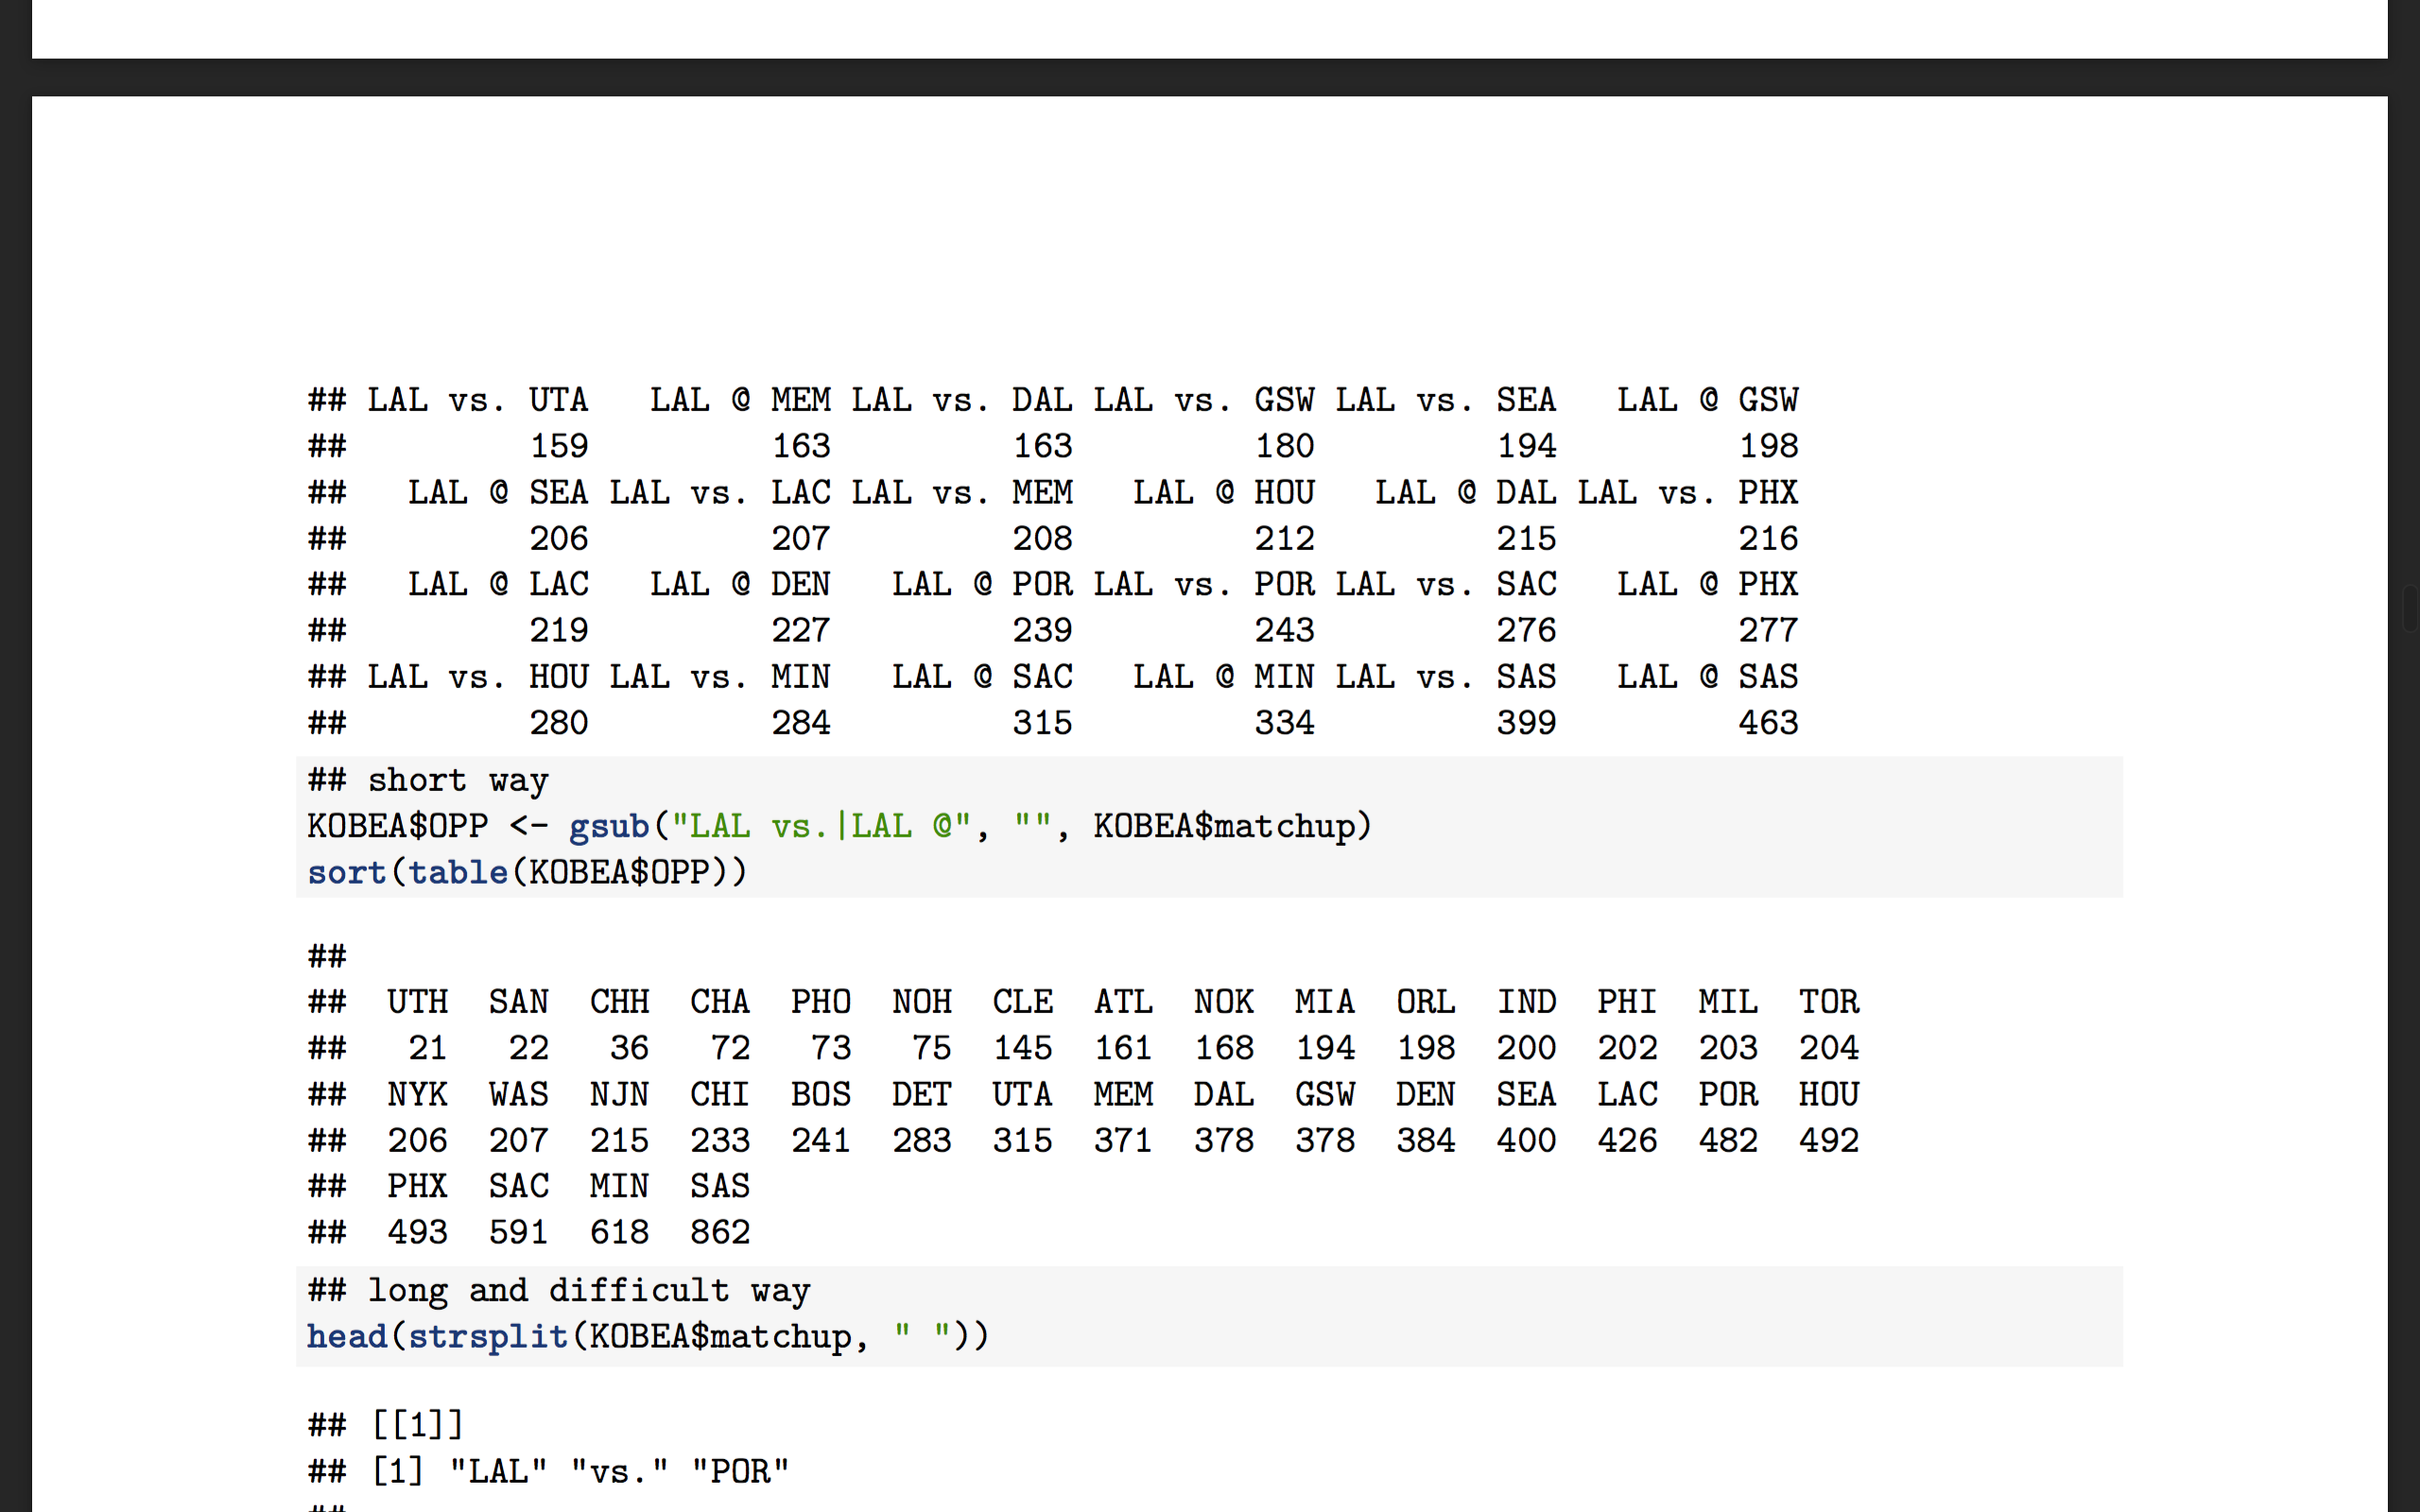 ## LAL vs. UTA   LAL @ MEM LAL vs. DAL LAL vs. GSW LAL vs. SEA   LAL @ GSW
##         159         163         163         180         194         198
##   LAL @ SEA LAL vs. LAC LAL vs. MEM   LAL @ HOU   LAL @ DAL LAL vs. PHX
##         206         207         208         212         215         216
##   LAL @ LAC   LAL @ DEN   LAL @ POR LAL vs. POR LAL vs. SAC   LAL @ PHX
##         219         227         239         243         276         277
## LAL vs. HOU LAL vs. MIN   LAL @ SAC   LAL @ MIN LAL vs. SAS   LAL @ SAS
##         280         284         315         334         399         463
## short way
KOBEA$OPP <- gsub("LAL vs.|LAL @", "", KOBEA$matchup)
sort(table(KOBEA$OPP))
##
##  UTH  SAN  CHH  CHA  PHO  NOH  CLE  ATL  NOK  MIA  ORL  IND  PHI  MIL  TOR
##   21   22   36   72   73   75  145  161  168  194  198  200  202  203  204
##  NYK  WAS  NJN  CHI  BOS  DET  UTA  MEM  DAL  GSW  DEN  SEA  LAC  POR  HOU
##  206  207  215  233  241  283  315  371  378  378  384  400  426  482  492
##  PHX  SAC  MIN  SAS
##  493  591  618  862
## long and difficult way
head(strsplit(KOBEA$matchup, " "))
## [[1]]
## [1] "LAL" "vs." "POR"
##